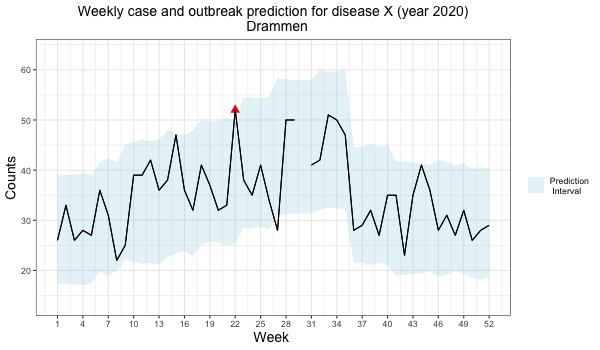 Weekly case and outbreak prediction for disease X (year 2020)
Drammen
60
50
40
30
20
Counts
1 4 7 10 13 16 19 22 25 28 31 34 37 40 43 46 49 52
Week
Prediction
Interval